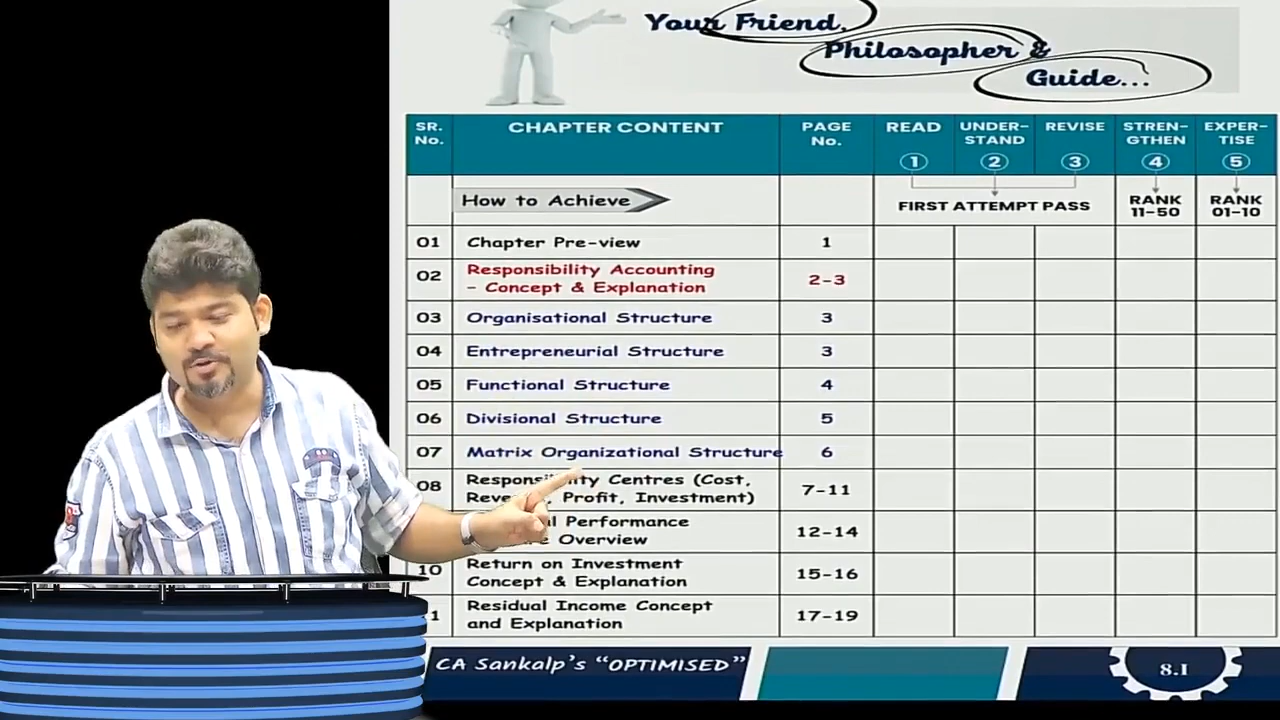 Your Friend,
Philosopher &
Guide...
SR. No. CHAPTER CONTENT PAGE No. READ 1 UNDER-STAND 2 REVISE 3 STREN-GTHEN 4 EXPER-TISE 5
How to Achieve FIRST ATTEMPT PASS RANK 11-50 RANK 01-10
01 Chapter Pre-view 1
02 Responsibility Accounting
- Concept & Explanation 2-3
03 Organisational Structure 3
04 Entrepreneurial Structure 3
05 Functional Structure 4
06 Divisional Structure 5
07 Matrix Organizational Structure 6
08 Responsibility Centres (Cost,
Profit, Investment) 7-11
Performance
Overview 12-14
10 Return on Investment
Concept & Explanation 15-16
Residual Income Concept
and Explanation 17-19
CA Sankalp's "OPTIMISED" 8.1